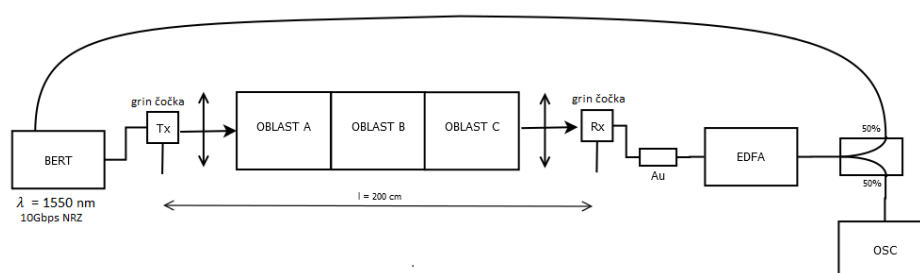 grin čočka
Tx
OBLAST A
OBLAST B
OBLAST C
grin čočka
Rx
BERT
λ = 1550 nm
10Gbps NRZ
l = 200 cm
Au
EDFA
50%
50%
OSC